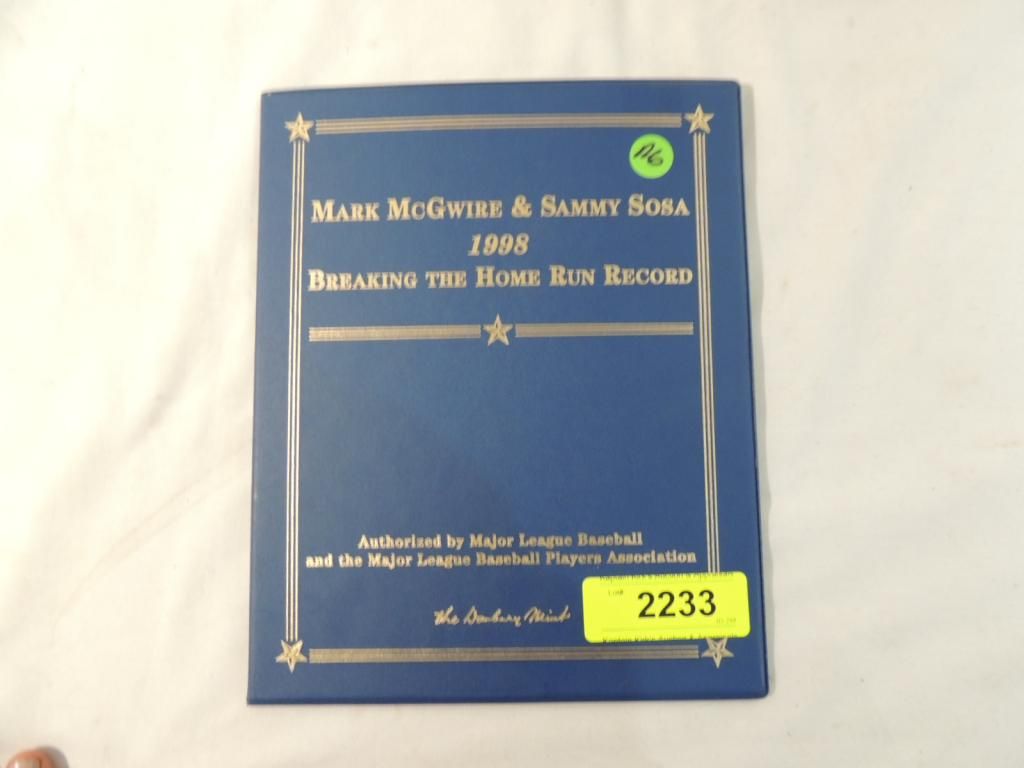 MARK MCGWIRE & SAMMY SOSA
1998
BREAKING THE HOME RUN RECORD
Authorized by Major League Baseball
and the Major League Baseball Players Association
The Danbury Mint
Lot#
2233